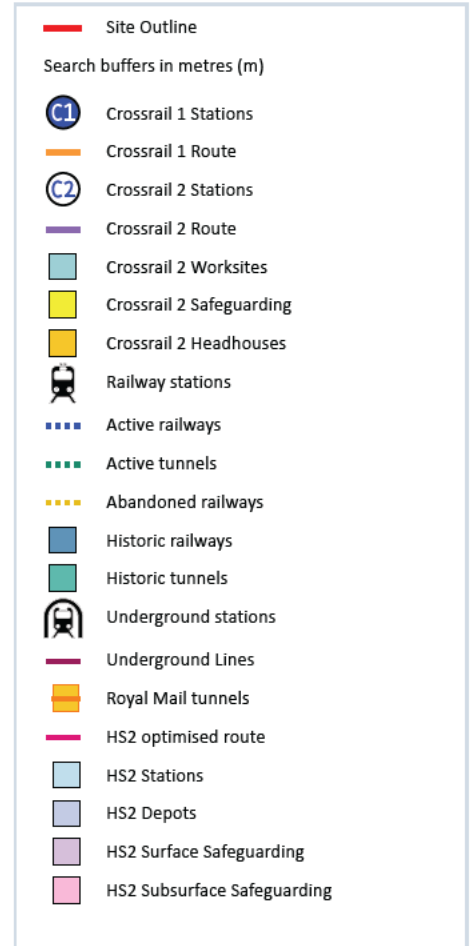 Site Outline
Search buffers in metres (m)
C1 Crossrail 1 Stations
Crossrail 1 Route
C2 Crossrail 2 Stations
Crossrail 2 Route
Crossrail 2 Worksites
Crossrail 2 Safeguarding
Crossrail 2 Headhouses
Railway stations
Active railways
Active tunnels
Abandoned railways
Historic railways
Historic tunnels
Underground stations
Underground Lines
Royal Mail tunnels
HS2 optimised route
HS2 Stations
HS2 Depots
HS2 Surface Safeguarding
HS2 Subsurface Safeguarding